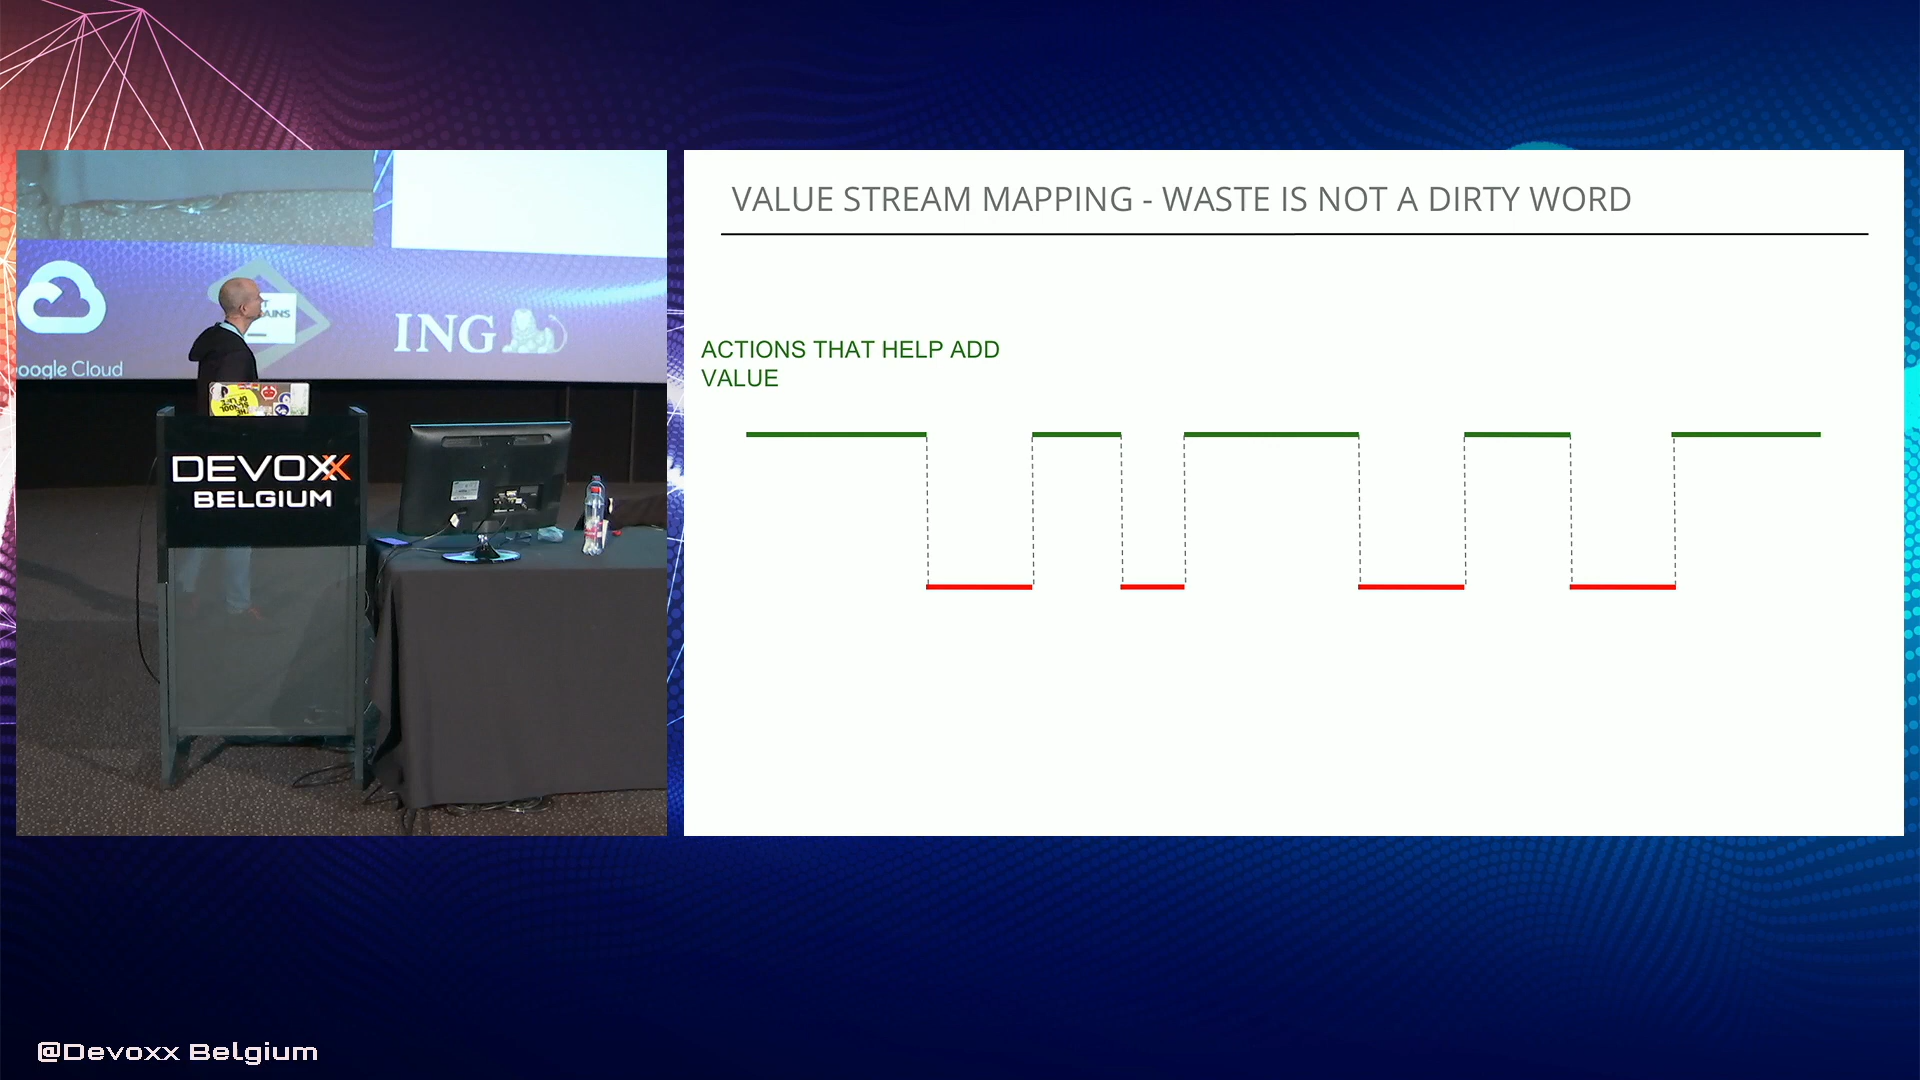 VALUE STREAM MAPPING - WASTE IS NOT A DIRTY WORD
ACTIONS THAT HELP ADD
VALUE
oogle Cloud
ING
DEVOXX
BELGIUM
@Devoxx Belgium